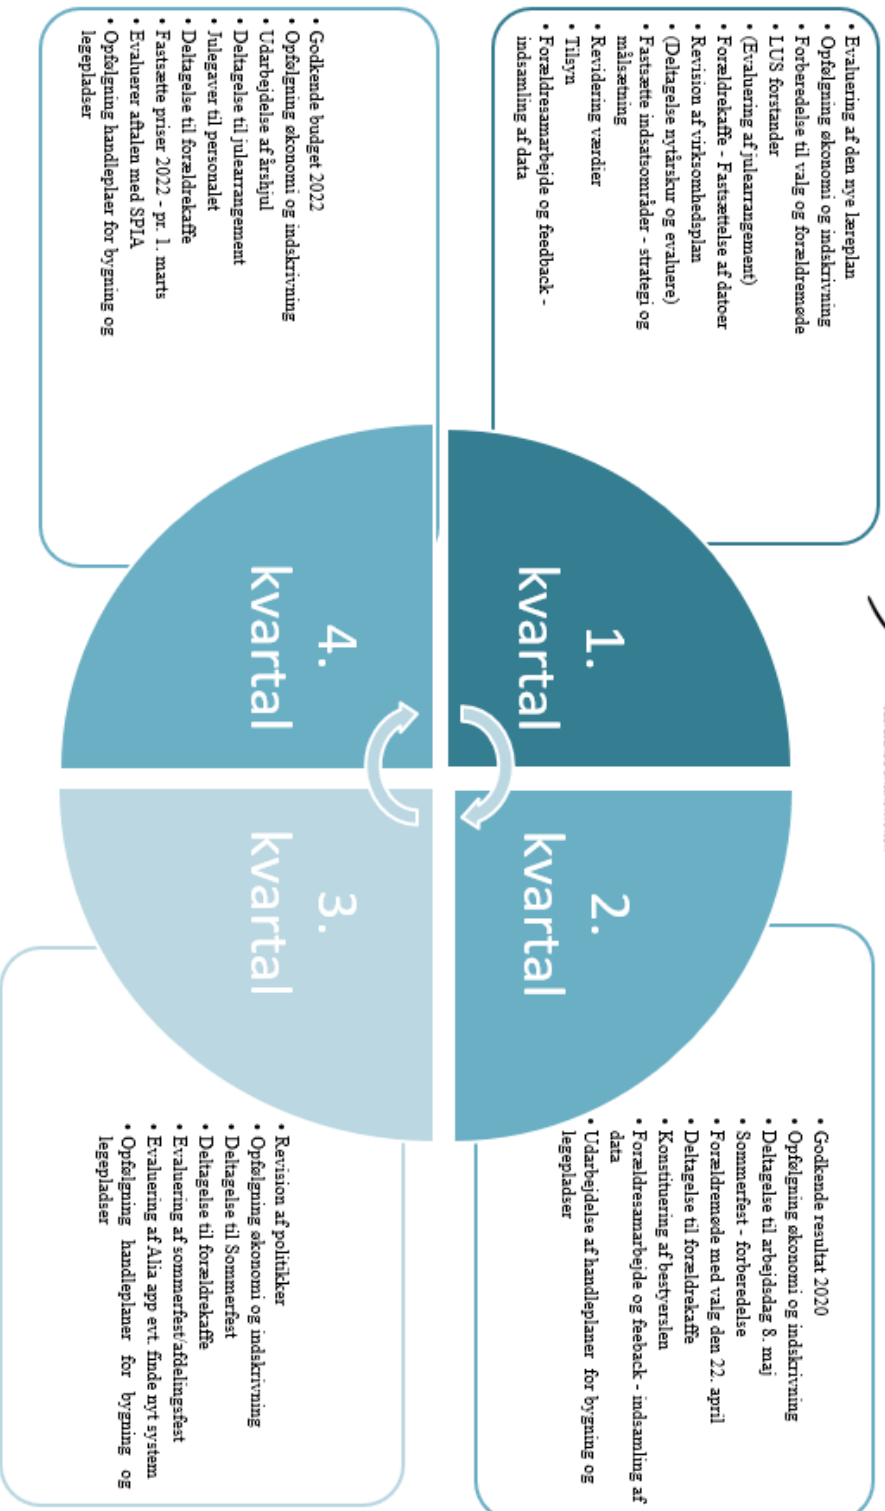 • Evaluering af den nye læreplan
• Opfølgning økonomi og indskrivning
• Forberedelse til valg og forældremøde
• LUS forstander
• (Evaluering af julearrangement)
• Forældrekaffe - Fastsættelse af datoer
• Revision af virksomhedsplan
• (Deltagelse nytårskur og evaluere)
• Fastsætte indsatsområder - strategi og
målsætning
• Revidering værdier
• Tilsyn
• Forældresamarbejde og feedback -
indsamling af data
1.
kvartal
2.
kvartal
• Godkende resultat 2020
• Opfølgning økonomi og indskrivning
• Deltagelse til arbejdsdag 8. maj
• Sommerfest - forberedelse
• Forældremøde med valg den 22. april
• Deltagelse til forældrekaffe
• Konstituering af bestyerslen
• Forældresamarbejde og feeback - indsamling af
data
• Udarbejdelse af handleplaner for bygning og
legepladser
• Godkende budget 2022
• Opfølgning økonomi og indskrivning
• Udarbejdelse af årshjul
• Deltagelse til julearrangement
• Julegaver til personalet
• Deltagelse til forældrekaffe
• Fastsætte priser 2022 - pr. 1. marts
• Evaluerer aftalen med SPIA
• Opfølgning handleplaer for bygning og
legepladser
4.
kvartal
3.
kvartal
• Revision af politikker
• Opfølgning økonomi og indskrivning
• Deltagelse til Sommerfest
• Deltagelse til forældrekaffe
• Evaluering af sommerfest/afdelingsfest
• Evaluering af Alia app evt. finde nyt system
• Opfølgning handleplaner for bygning og
legepladser